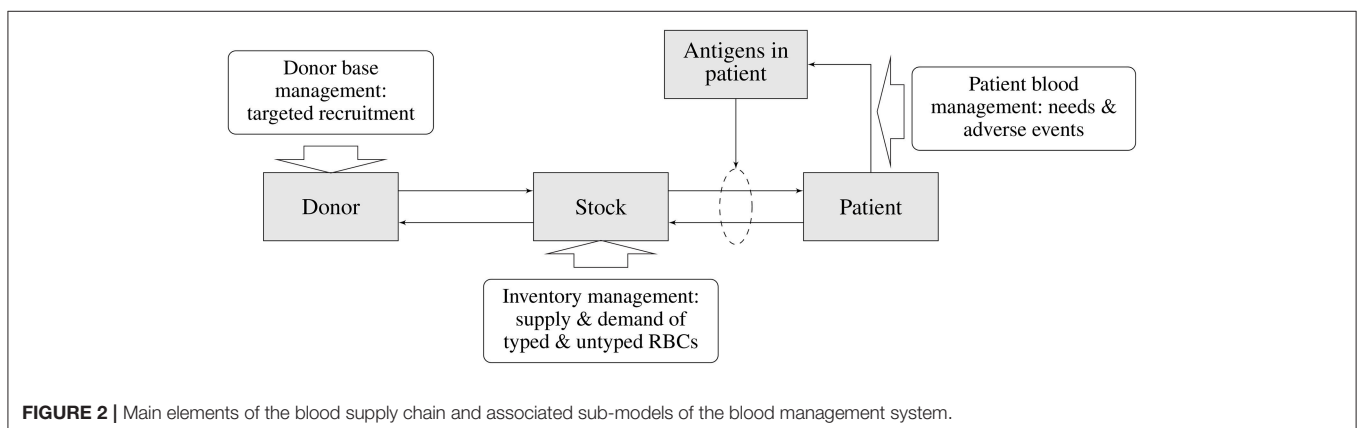 Donor base
management:
targeted recruitment
Antigens in
patient
Patient blood
management: needs &
adverse events
Donor
Stock
Patient
Inventory management:
supply & demand of
typed & untyped RBCs
FIGURE 2 | Main elements of the blood supply chain and associated sub-models of the blood management system.